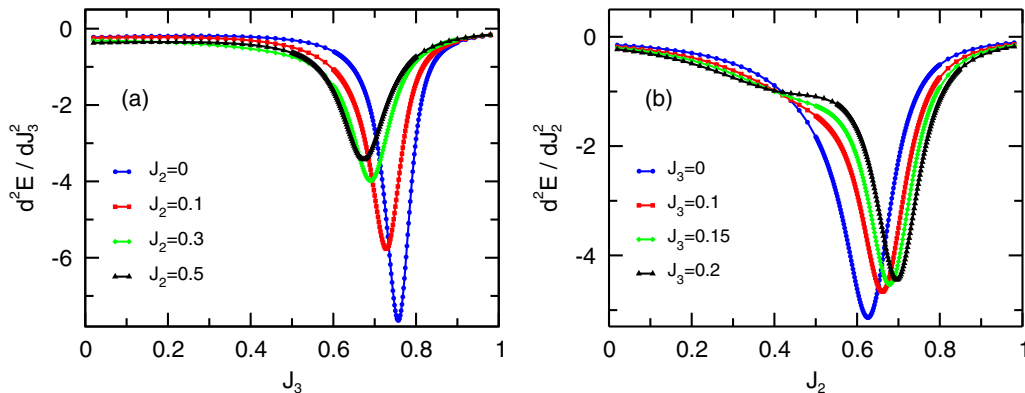 0
-2
-4
-6
d²E / dJ₃²
(a)
J₂=0
J₂=0.1
J₂=0.3
J₂=0.5
0 0.2 0.4 0.6 0.8 1
J₃
0
-2
-4
d²E / dJ₂²
(b)
J₃=0
J₃=0.1
J₃=0.15
J₃=0.2
0 0.2 0.4 0.6 0.8 1
J₂